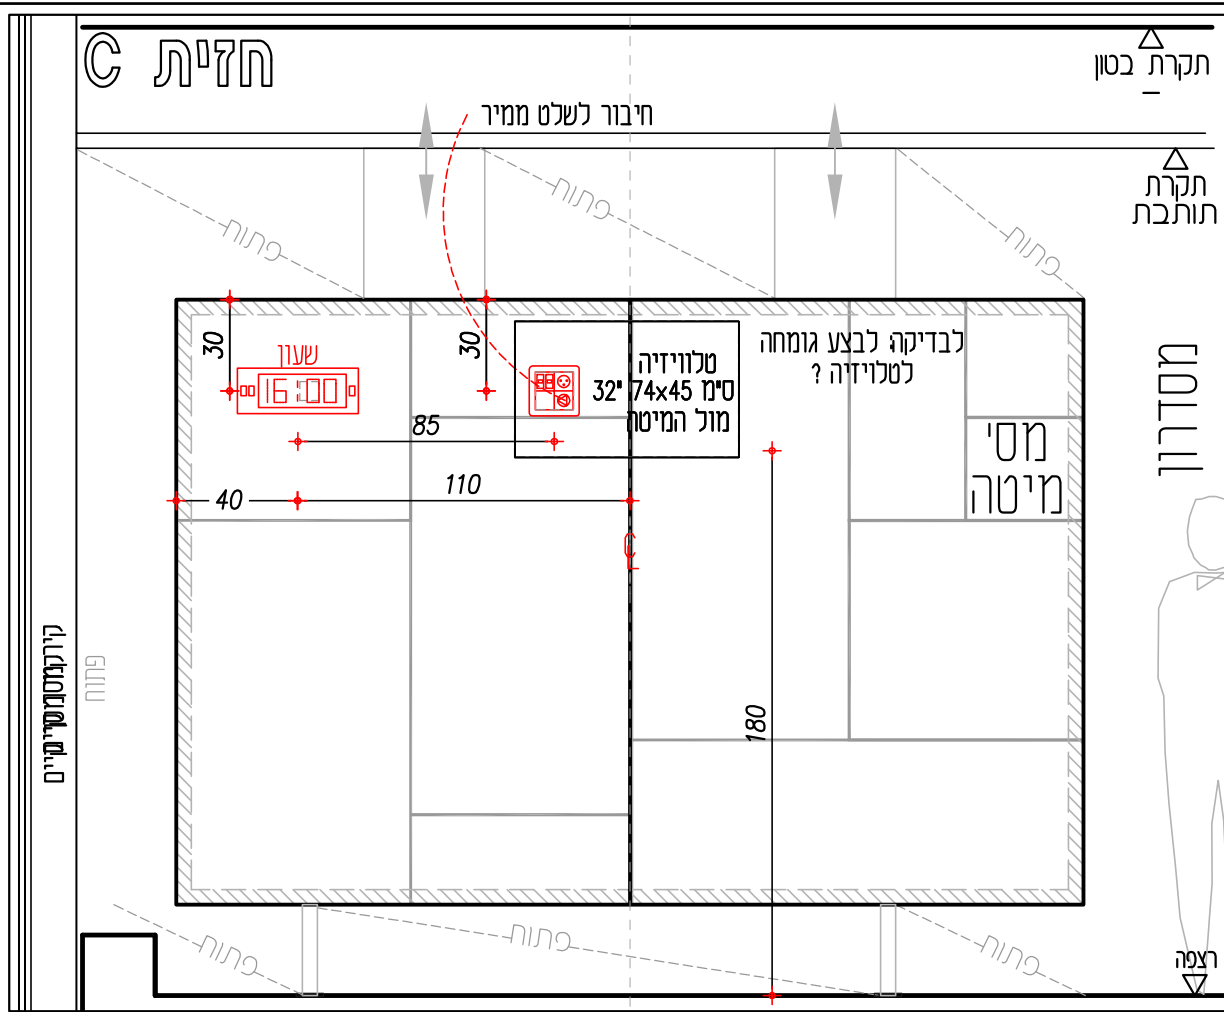 חזית C
תקרת בטון
חיבור לשלט ממיר
תקרת
תותבת
פתוח
פתוח
פתוח
30
שעון
16:00
30
טלוויזיה
32" 74x45 ס"מ
מול המיטה
לבדיקה: לבצע גומחה
לטלויזיה ?
מסדרון
85
מסי
מיטה
40
110
פתוח
180
פתוח
פתוח
פתוח
רצפה